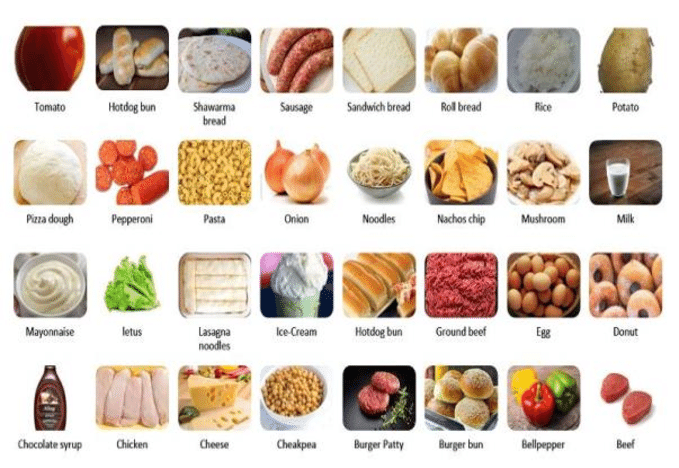 Tomato
Hotdog bun
Shawarma
bread
Sausage
Sandwich bread
Roll bread
Rice
Potato
Pizza dough
Pepperoni
Pasta
Onion
Noodles
Nachos chip
Mushroom
Milk
Mayonnaise
letus
Lasagna
noodles
Ice-Cream
Hotdog bun
Ground beef
Egg
Donut
Chocolate syrup
Chicken
Cheese
Cheakpea
Burger Patty
Burger bun
Bellpepper
Beef